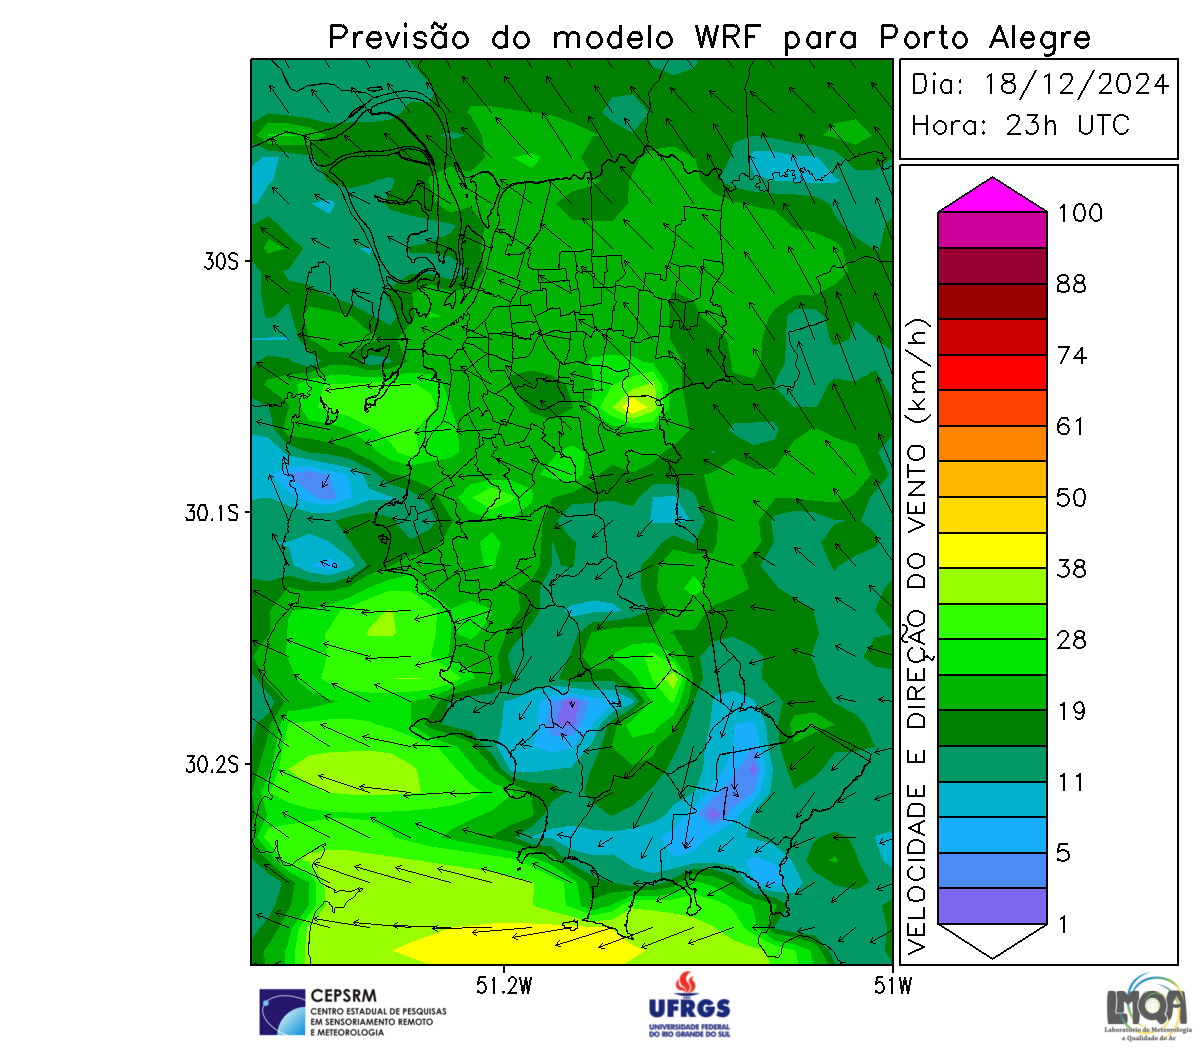 Previsão do modelo WRF para Porto Alegre
Dia: 18/12/2024
Hora: 23h UTC
30S
30.1S
30.2S
51.2W
51W
VELOCIDADE E DIREÇÃO DO VENTO (km/h)
100
88
74
61
50
38
28
19
11
5
1
CEPSRM
CENTRO ESTADUAL DE PESQUISAS
EM SENSORIAMENTO REMOTO
E METEOROLOGIA
UFRGS
UNIVERSIDADE FEDERAL
DO RIO GRANDE DO SUL
LMQA
Laboratório de Meteorologia
e Qualidade do Ar